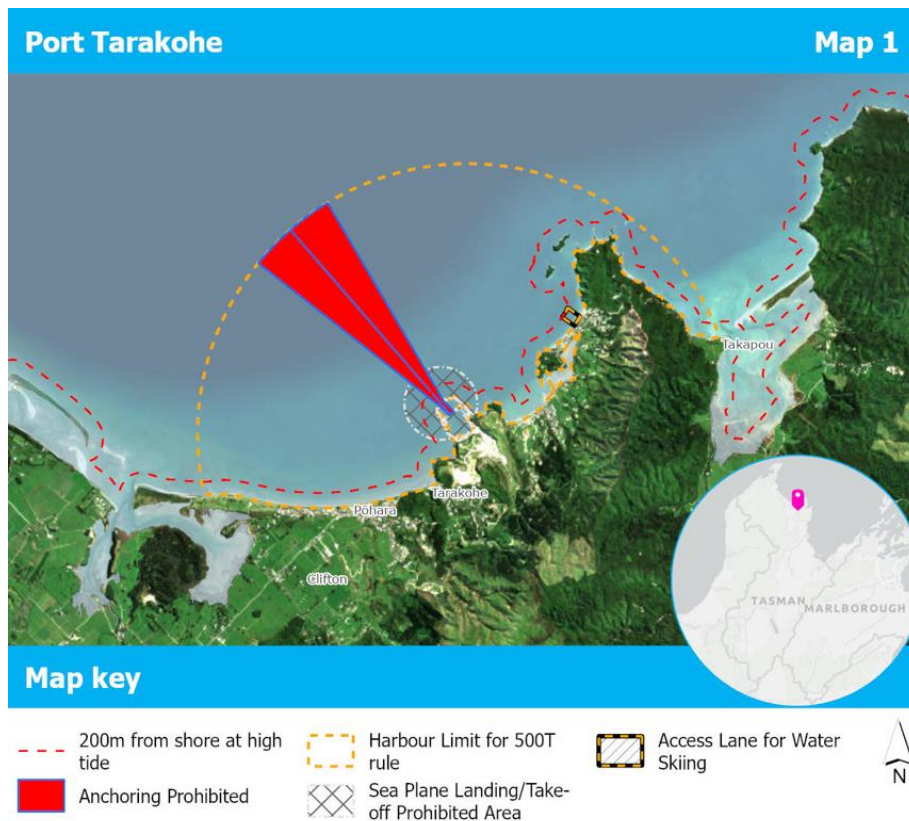 Port Tarakohe
Map 1
Takapou
Tarakohe
Pohara
Clifton
TASMAN
MARLBOROUGH
Map key
200m from shore at high
tide
Anchoring Prohibited
Harbour Limit for 500T
rule
Sea Plane Landing/Take-
off Prohibited Area
Access Lane for Water
Skiing
N